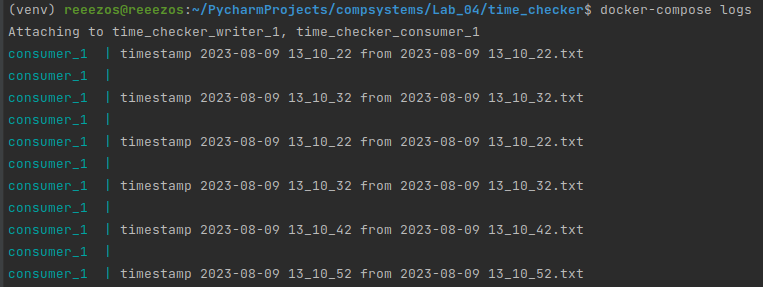 (venv) reeezos@reeezos:~/PycharmProjects/compsystems/Lab_04/time_checker$ docker-compose logs
Attaching to time_checker_writer_1, time_checker_consumer_1
consumer_1  | timestamp 2023-08-09 13_10_22 from 2023-08-09 13_10_22.txt
consumer_1  |
consumer_1  | timestamp 2023-08-09 13_10_32 from 2023-08-09 13_10_32.txt
consumer_1  |
consumer_1  | timestamp 2023-08-09 13_10_22 from 2023-08-09 13_10_22.txt
consumer_1  |
consumer_1  | timestamp 2023-08-09 13_10_32 from 2023-08-09 13_10_32.txt
consumer_1  |
consumer_1  | timestamp 2023-08-09 13_10_42 from 2023-08-09 13_10_42.txt
consumer_1  |
consumer_1  | timestamp 2023-08-09 13_10_52 from 2023-08-09 13_10_52.txt